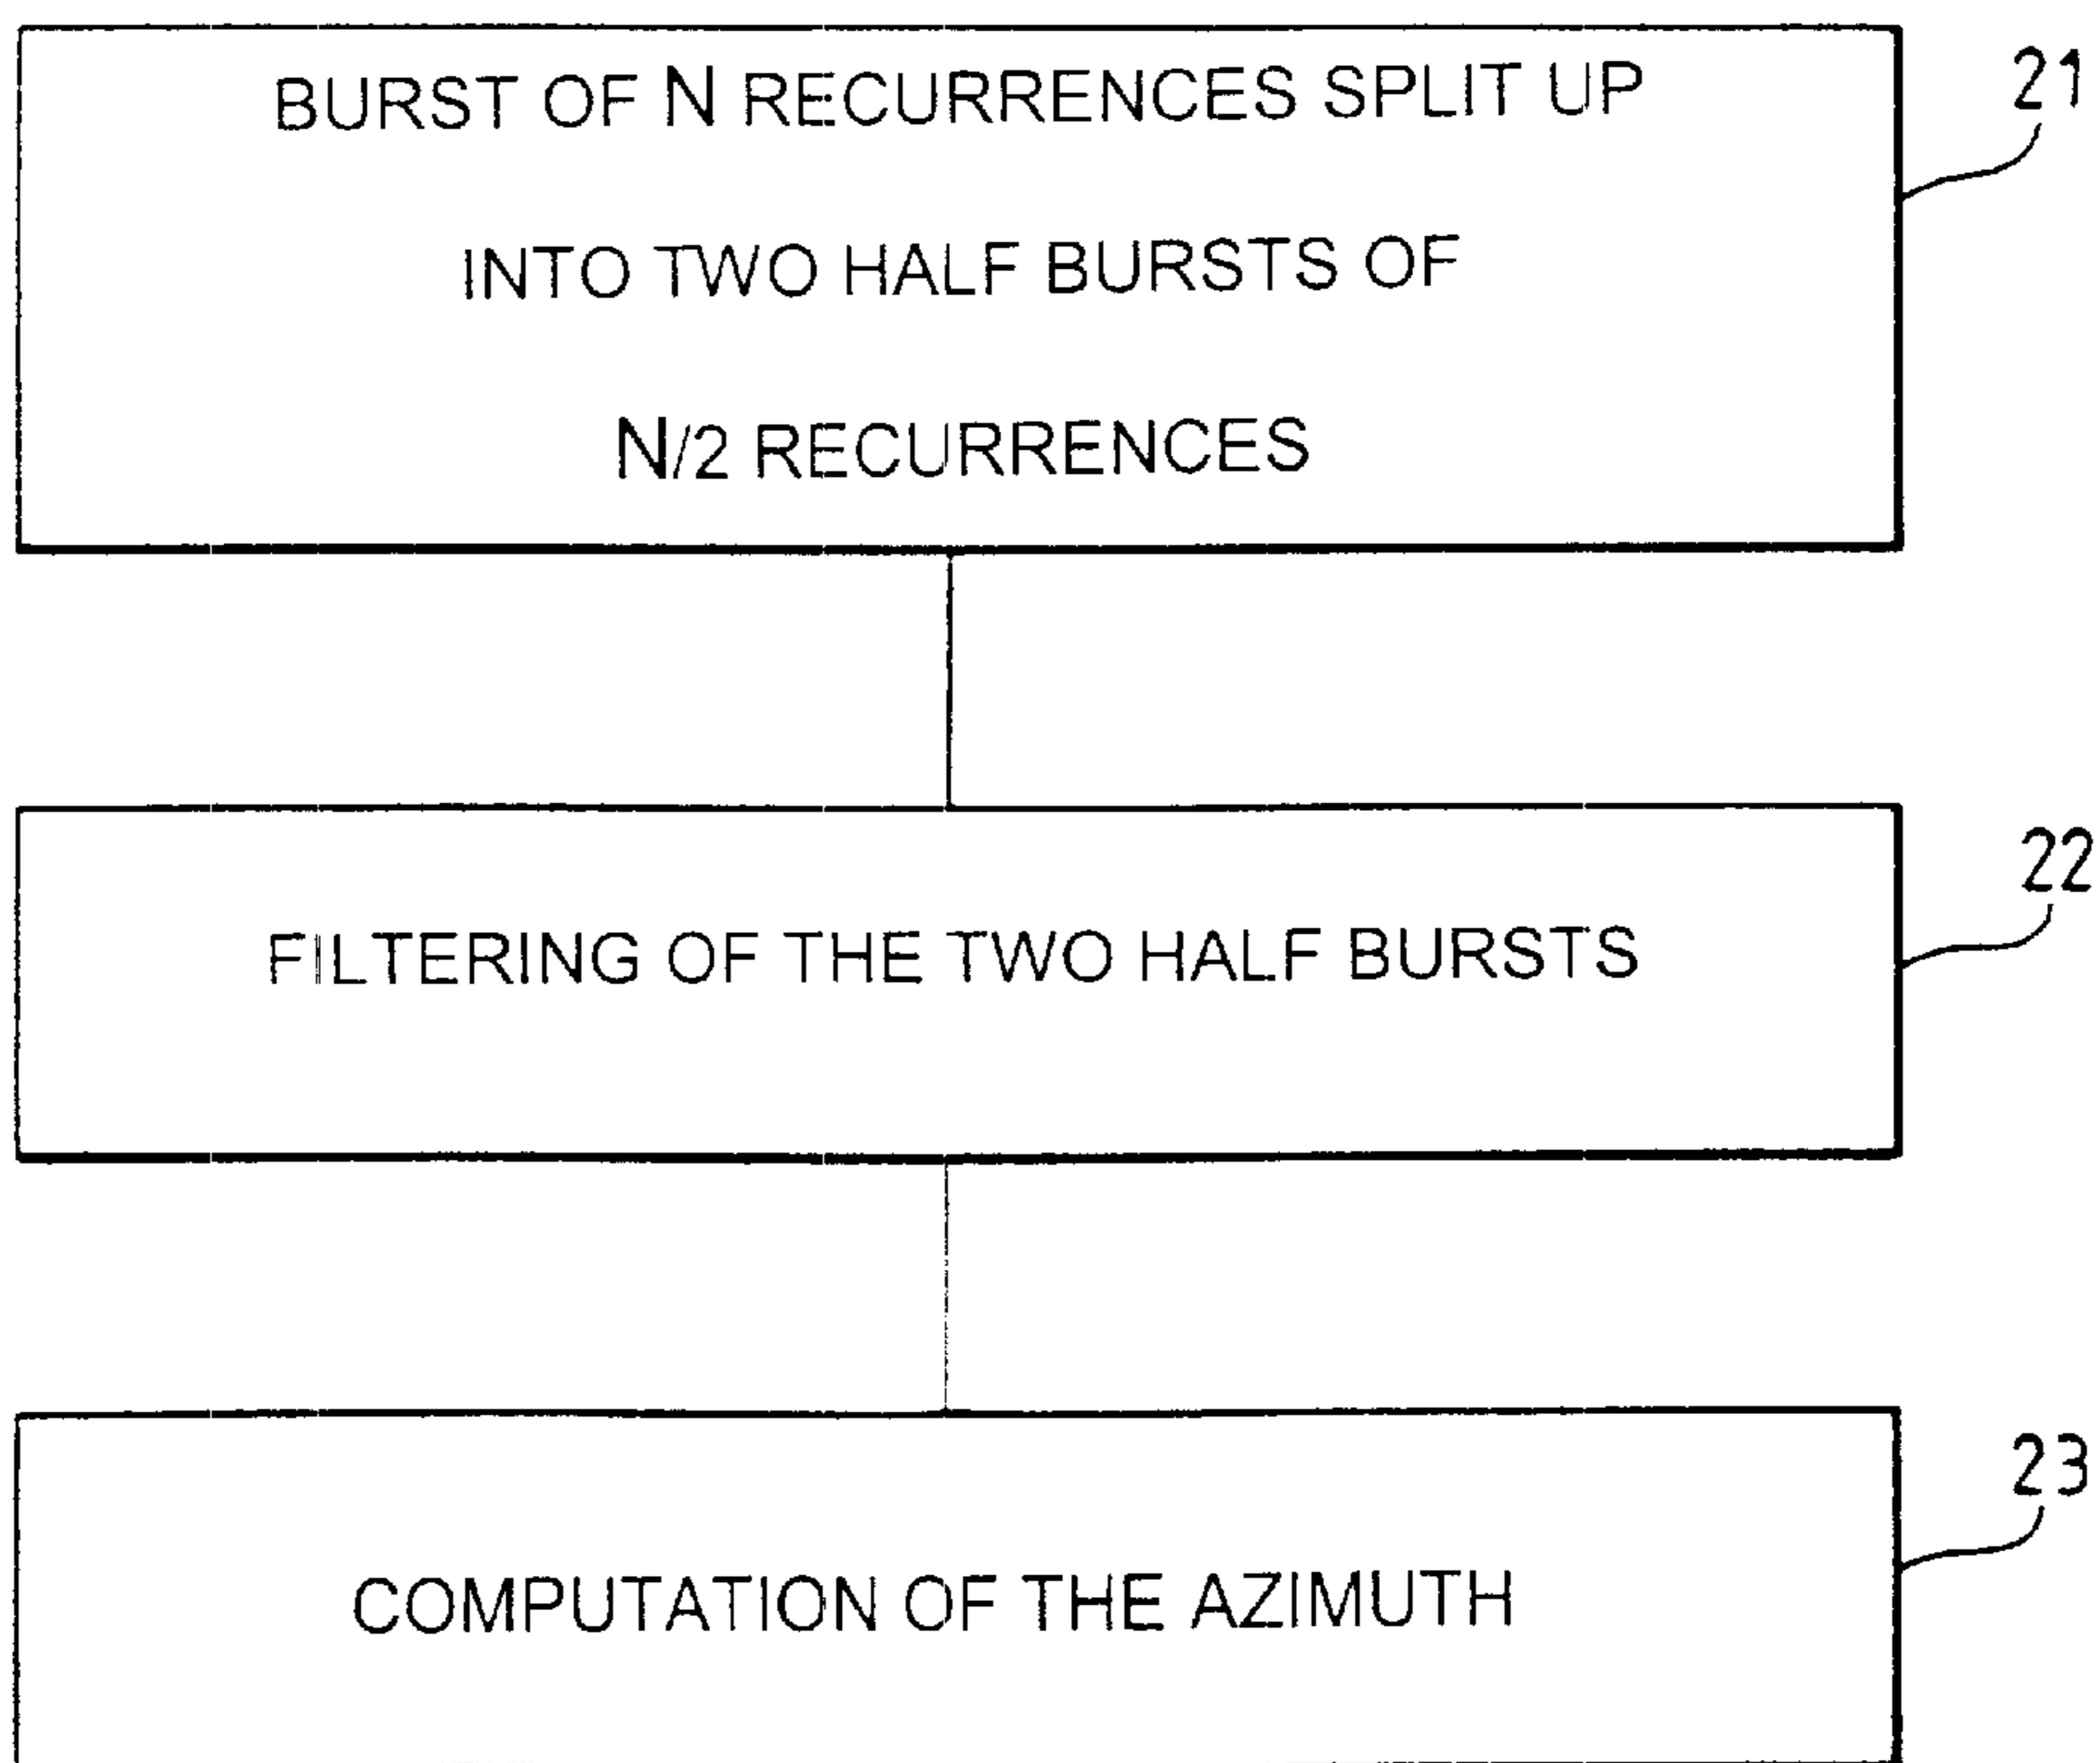 BURST OF N RECURRENCES SPLIT UP
21
INTO TWO HALF BURSTS OF
N/2 RECURRENCES
FILTERING OF THE TWO HALF BURSTS
22
COMPUTATION OF THE AZIMUTH
23